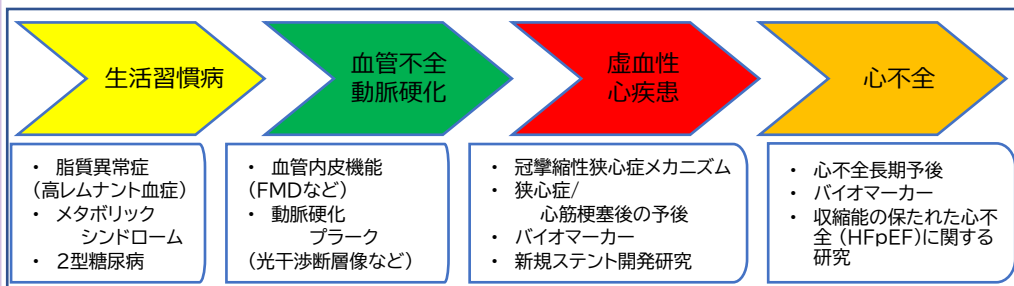 生活習慣病
血管不全
動脈硬化
虚血性
心疾患
心不全
・ 脂質異常症
(高レムナント血症)
・ メタボリック
シンドローム
・ 2型糖尿病
・ 血管内皮機能
(FMDなど)
・ 動脈硬化
プラーク
(光干渉断層像など)
・ 冠攣縮性狭心症メカニズム
・ 狭心症/
心筋梗塞後の予後
・ バイオマーカー
・ 新規ステント開発研究
・ 心不全長期予後
・ バイオマーカー
・ 収縮能の保たれた心不
全 (HFpEF)に関する
研究